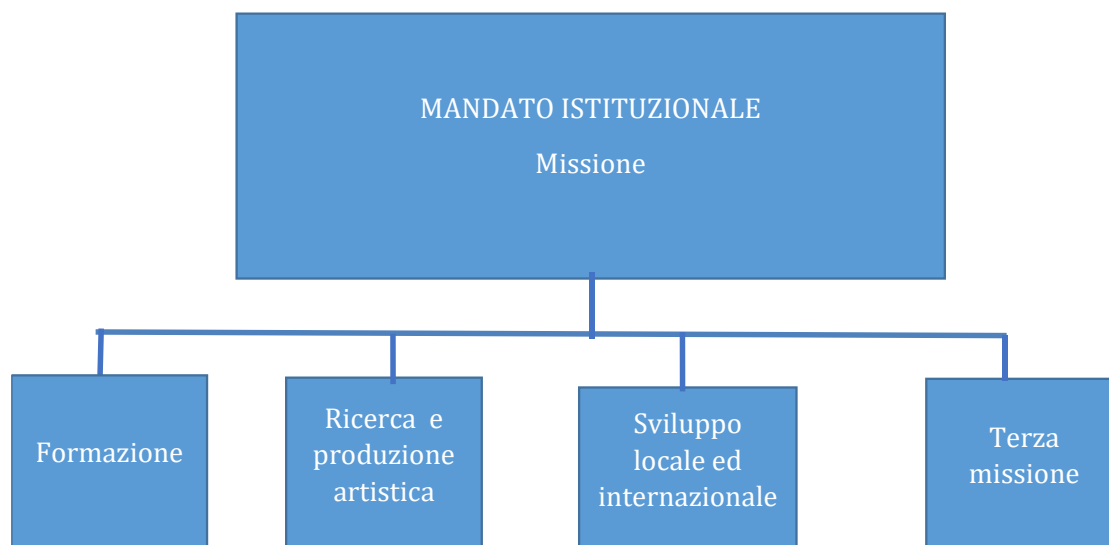 MANDATO ISTITUZIONALE
Missione
Formazione
Ricerca e
produzione
artistica
Sviluppo
locale ed
internazionale
Terza
missione